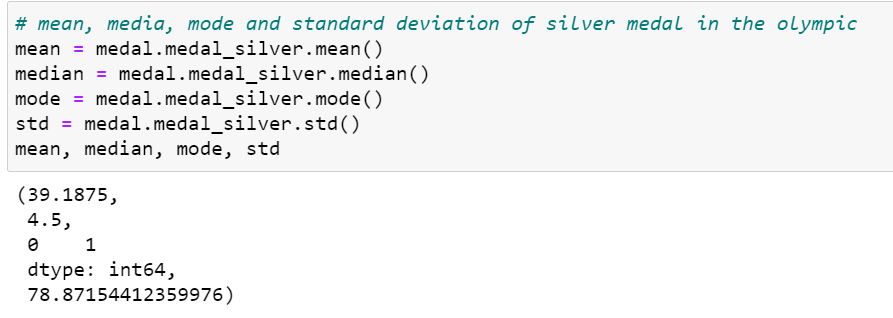 # mean, media, mode and standard deviation of silver medal in the olympic
mean = medal.medal_silver.mean()
median = medal.medal_silver.median()
mode = medal.medal_silver.mode()
std = medal.medal_silver.std()
mean, median, mode, std
(39.1875,
 4.5,
 0    1
 dtype: int64,
 78.87154412359976)